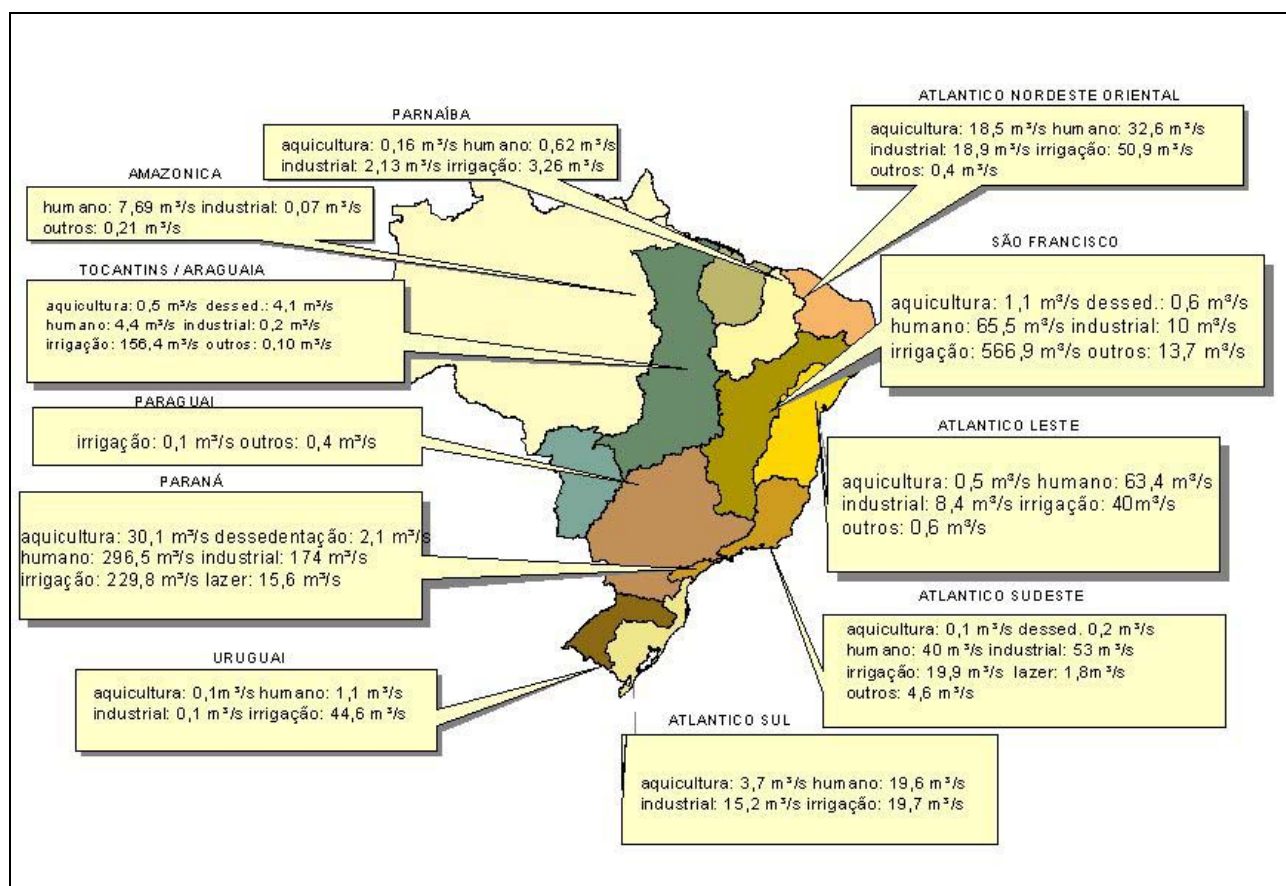 PARNAÍBA
aquicultura: 0,16 m³/s humano: 0,62 m³/s
industrial: 2,13 m³/s irrigação: 3,26 m³/s
ATLANTICO NORDESTE ORIENTAL
aquicultura: 18,5 m³/s humano: 32,6 m³/s
industrial: 18,9 m³/s irrigação: 50,9 m³/s
outros: 0,4 m³/s
AMAZONICA
humano: 7,69 m³/s industrial: 0,07 m³/s
outros: 0,21 m³/s
SÃO FRANCISCO
aquicultura: 1,1 m³/s dessed.: 0,6 m³/s
humano: 65,5 m³/s industrial: 10 m³/s
irrigação: 566,9 m³/s outros: 13,7 m³/s
TOCANTINS / ARAGUAIA
aquicultura: 0,5 m³/s dessed.: 4,1 m³/s
humano: 4,4 m³/s industrial: 0,2 m³/s
irrigação: 156,4 m³/s outros: 0,10 m³/s
PARAGUAI
irrigação: 0,1 m³/s outros: 0,4 m³/s
ATLANTICO LESTE
aquicultura: 0,5 m³/s humano: 63,4 m³/s
industrial: 8,4 m³/s irrigação: 40m³/s
outros: 0,6 m³/s
PARANÁ
aquicultura: 30,1 m³/s dessedentação: 2,1 m³/s
humano: 296,5 m³/s industrial: 174 m³/s
irrigação: 229,8 m³/s lazer: 15,6 m³/s
ATLANTICO SUDESTE
aquicultura: 0,1 m³/s dessed. 0,2 m³/s
humano: 40 m³/s industrial: 53 m³/s
irrigação: 19,9 m³/s lazer: 1,8m³/s
outros: 4,6 m³/s
URUGUAI
aquicultura: 0,1m³/s humano: 1,1 m³/s
industrial: 0,1 m³/s irrigação: 44,6 m³/s
ATLANTICO SUL
aquicultura: 3,7 m³/s humano: 19,6 m³/s
industrial: 15,2 m³/s irrigação: 19,7 m³/s